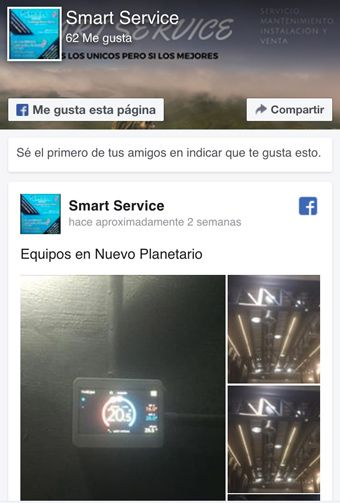 Smart Service
62 Me gusta
SERVICE
SERVICIO
MANTENIMIENTO
INSTALACIÓN Y
VENTA
S LOS UNICOS PERO SI LOS MEJORES
Me gusta esta página
Compartir
Sé el primero de tus amigos en indicar que te gusta esto.
Smart Service
hace aproximadamente 2 semanas
Equipos en Nuevo Planetario
20.5